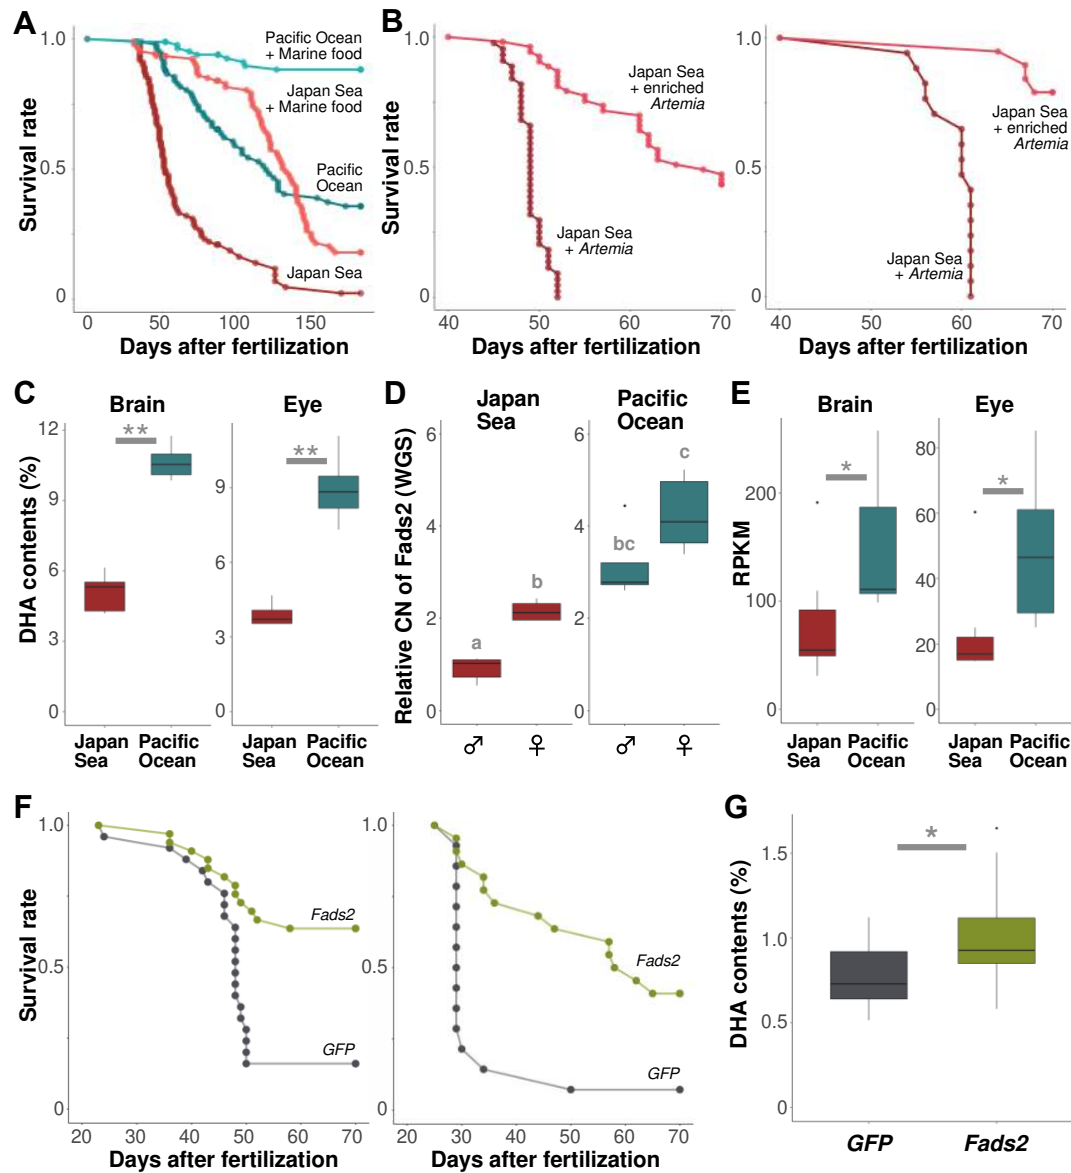 A
1.0
0.5
0
Survival rate
Pacific Ocean
+ Marine food
Japan Sea
+ Marine food
Pacific
Ocean
Japan Sea
0
50
100
150
Days after fertilization
B
1.0
0.5
0
Survival rate
Japan Sea
+ enriched
Artemia
Japan Sea
+ Artemia
40
50
60
70
Days after fertilization
1.0
0.5
0
Japan Sea
+ enriched
Artemia
Japan Sea
+ Artemia
40
50
60
70
Days after fertilization
C
Brain
Eye
DHA contents (%)
12
9
6
3
0
**
Japan
Sea
Pacific
Ocean
9
6
3
0
**
Japan
Sea
Pacific
Ocean
D
Japan
Sea
Pacific
Ocean
Relative CN of Fads2 (WGS)
6
4
2
0
a
b
♂
♀
6
4
2
0
bc
c
♂
♀
E
Brain
Eye
RPKM
200
100
0
*
Japan
Sea
Pacific
Ocean
80
60
40
20
0
*
Japan
Sea
Pacific
Ocean
F
Survival rate
1.0
0.5
0
Fads2
GFP
20
30
40
50
60
70
Days after fertilization
1.0
0.5
0
Fads2
GFP
20
30
40
50
60
70
Days after fertilization
G
DHA contents (%)
1.5
1.0
0.5
0
*
GFP
Fads2